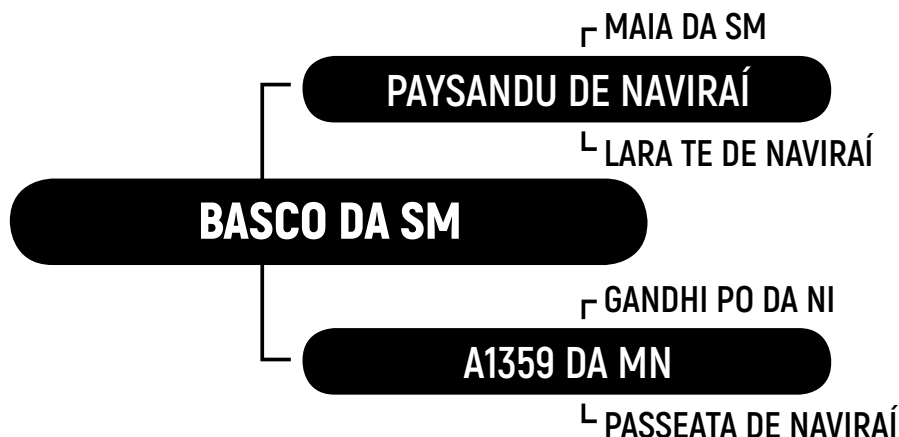 MAIA DA SM
PAYSANDU DE NAVIRAÍ
LARA TE DE NAVIRAÍ
BASCO DA SM
GANDHI PO DA NI
A1359 DA MN
PASSEATA DE NAVIRAÍ